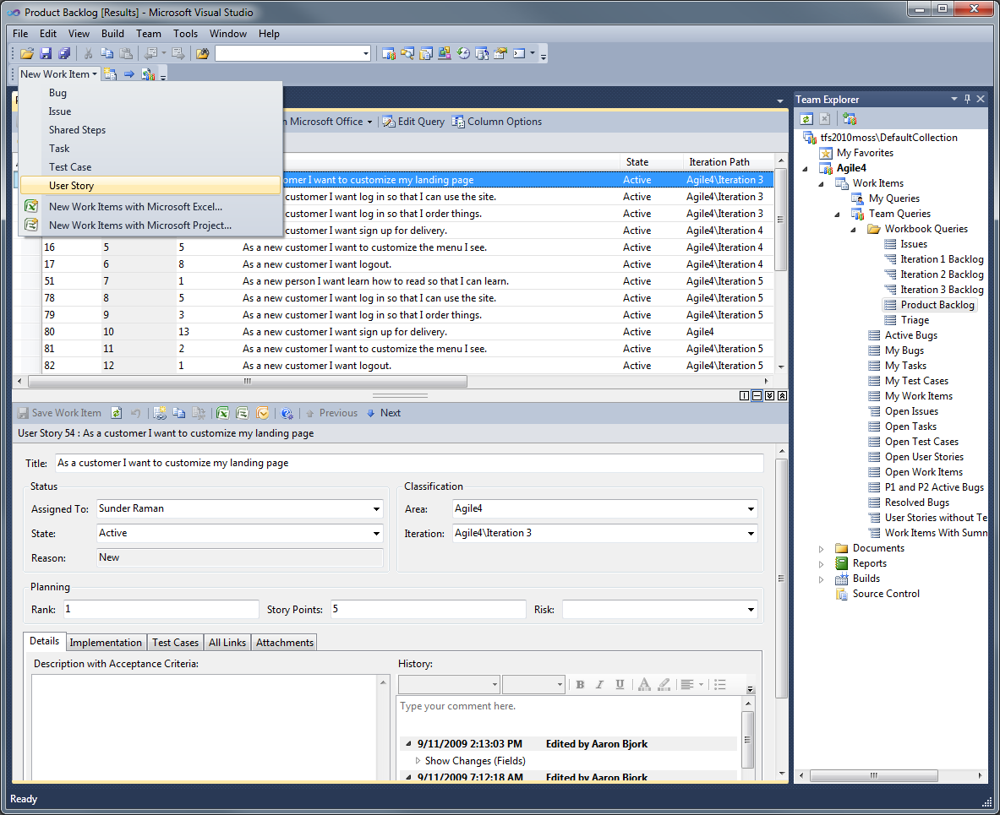 Product Backlog [Results] - Microsoft Visual Studio
File Edit View Build Team Tools Window Help
New Work Item
Bug
Issue
Shared Steps
Task
Test Case
User Story
New Work Items with Microsoft Excel...
New Work Items with Microsoft Project...
Microsoft Office Edit Query Column Options
State Iteration Path
omer I want to customize my landing page Active Agile4\Iteration 3
customer I want log in so that I can use the site. Active Agile4\Iteration 3
customer I want log in so that I order things. Active Agile4\Iteration 3
customer I want sign up for delivery. Active Agile4\Iteration 4
16 5 5 As a new customer I want to customize the menu I see. Active Agile4\Iteration 4
17 6 8 As a new customer I want logout. Active Agile4\Iteration 4
51 7 1 As a new person I want learn how to read so that I can learn. Active Agile4\Iteration 5
78 8 5 As a new customer I want log in so that I can use the site. Active Agile4\Iteration 5
79 9 3 As a new customer I want log in so that I order things. Active Agile4\Iteration 5
80 10 13 As a new customer I want sign up for delivery. Active Agile4
81 11 2 As a new customer I want to customize the menu I see. Active Agile4\Iteration 5
82 12 1 As a new customer I want logout. Active Agile4\Iteration 5
Save Work Item Previous Next
User Story 54 : As a customer I want to customize my landing page
Title: As a customer I want to customize my landing page
Status
Assigned To: Sunder Raman
State: Active
Reason: New
Classification
Area: Agile4
Iteration: Agile4\Iteration 3
Planning
Rank: 1 Story Points: 5 Risk:
Details Implementation Test Cases All Links Attachments
Description with Acceptance Criteria:
History:
B I U A
Type your comment here.
9/11/2009 2:13:03 PM Edited by Aaron Bjork
Show Changes (Fields)
9/11/2009 7:12:18 AM Edited by Aaron Bjork
Team Explorer
tfs2010moss\DefaultCollection
My Favorites
Agile4
Work Items
My Queries
Team Queries
Workbook Queries
Issues
Iteration 1 Backlog
Iteration 2 Backlog
Iteration 3 Backlog
Product Backlog
Triage
Active Bugs
My Bugs
My Tasks
My Test Cases
My Work Items
Open Issues
Open Tasks
Open Test Cases
Open User Stories
Open Work Items
P1 and P2 Active Bugs
Resolved Bugs
User Stories without Te
Work Items With Summ
Documents
Reports
Builds
Source Control
Ready